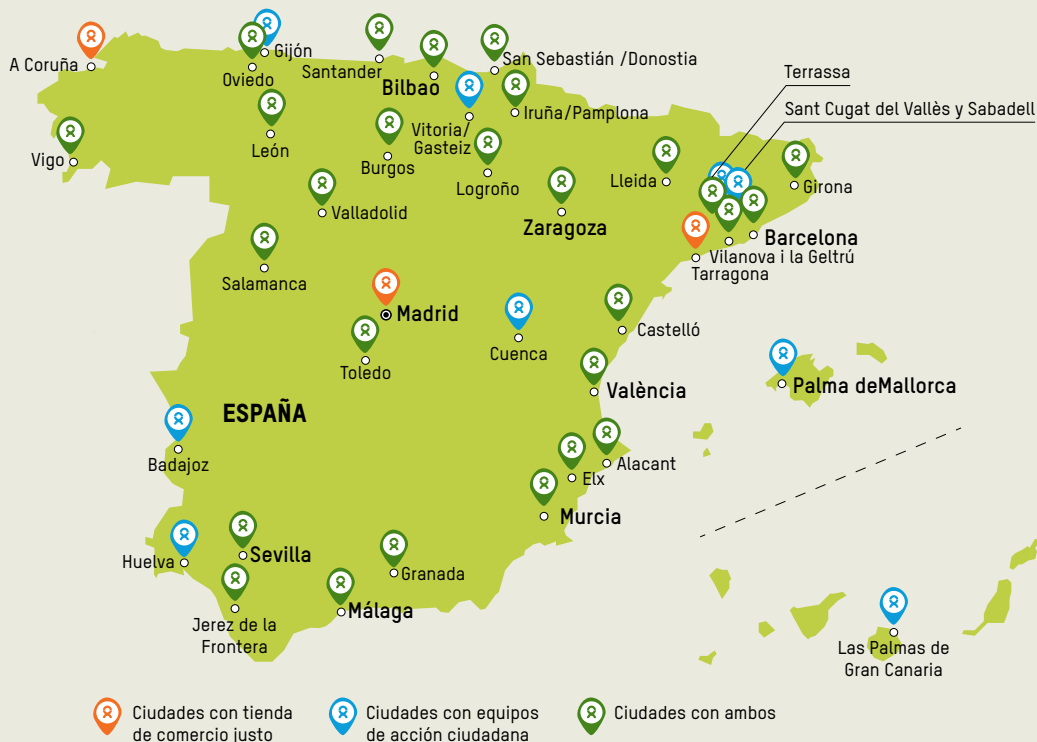 Gijón
A Coruña
Oviedo
Santander
Bilbao
San Sebastián /Donostia
Terrassa
Sant Cugat del Vallès y Sabadell
Iruña/Pamplona
Vitoria/
Gasteiz
León
Vigo
Burgos
Logroño
Lleida
Girona
Valladolid
Zaragoza
Barcelona
Vilanova i la Geltrú
Tarragona
Salamanca
Madrid
Castelló
Cuenca
Toledo
València
Palma deMallorca
ESPAÑA
Badajoz
Alacant
Elx
Murcia
Huelva
Sevilla
Granada
Málaga
Jerez de la
Frontera
Las Palmas de
Gran Canaria
Ciudades con tienda
de comercio justo
Ciudades con equipos
de acción ciudadana
Ciudades con ambos